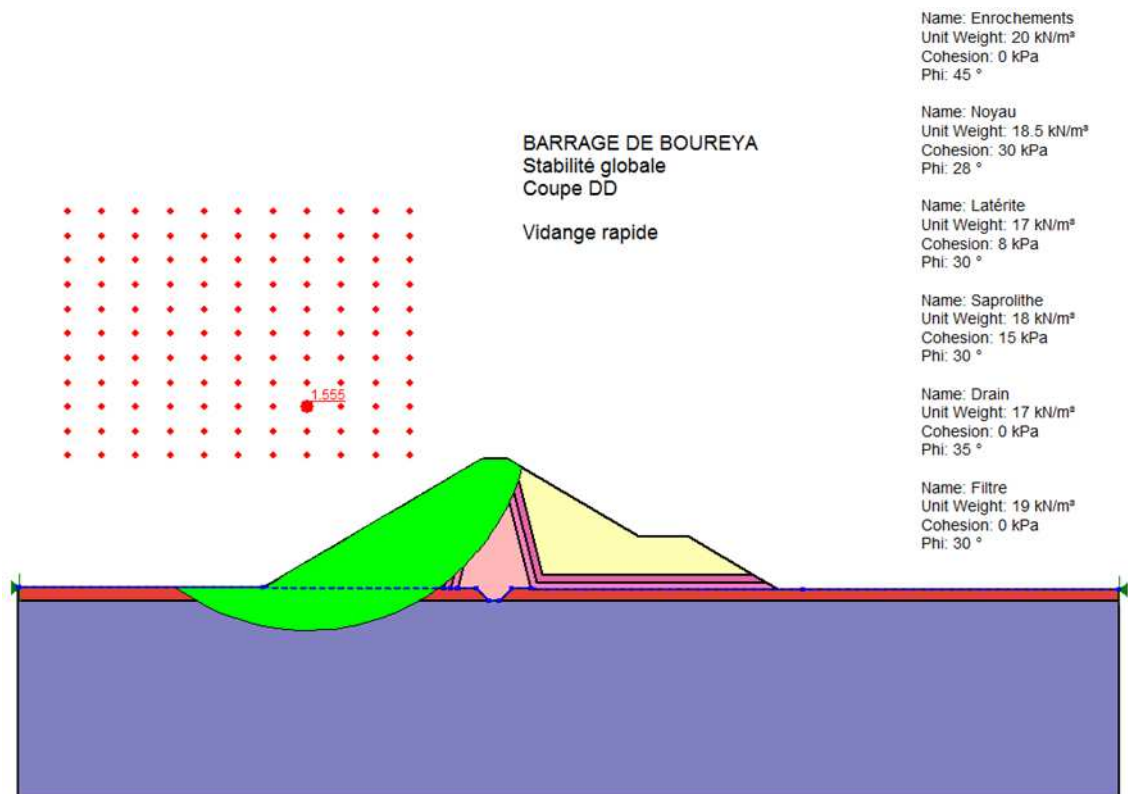 BARRAGE DE BOUREYA
Stabilité globale
Coupe DD
Vidange rapide
1.555
Name: Enrochements
Unit Weight: 20 kN/m³
Cohesion: 0 kPa
Phi: 45 °
Name: Noyau
Unit Weight: 18.5 kN/m³
Cohesion: 30 kPa
Phi: 28 °
Name: Latérite
Unit Weight: 17 kN/m³
Cohesion: 8 kPa
Phi: 30 °
Name: Saprolithe
Unit Weight: 18 kN/m³
Cohesion: 15 kPa
Phi: 30 °
Name: Drain
Unit Weight: 17 kN/m³
Cohesion: 0 kPa
Phi: 35 °
Name: Filtre
Unit Weight: 19 kN/m³
Cohesion: 0 kPa
Phi: 30 °